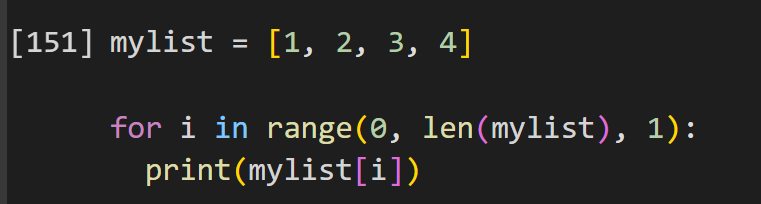 [151] mylist = [1, 2, 3, 4]
for i in range(0, len(mylist), 1):
print(mylist[i])